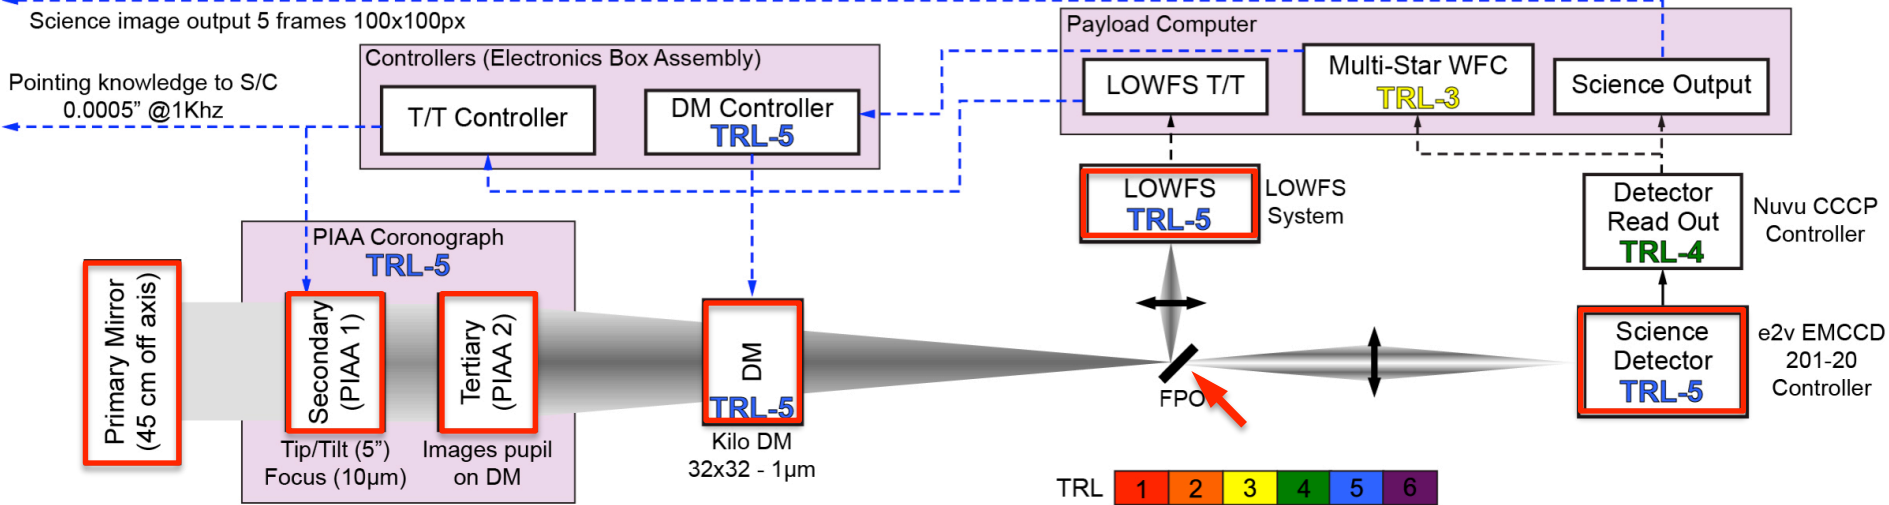 Science image output 5 frames 100x100px
Pointing knowledge to S/C
0.0005” @1Khz
Controllers (Electronics Box Assembly)
T/T Controller
DM Controller
TRL-5
Payload Computer
LOWFS T/T
Multi-Star WFC
TRL-3
Science Output
LOWFS
TRL-5
LOWFS
System
Detector
Read Out
TRL-4
Nuvu CCCP
Controller
PIAA Coronograph
TRL-5
Primary Mirror
(45 cm off axis)
Secondary
(PIAA 1)
Tertiary
(PIAA 2)
Tip/Tilt (5”)
Focus (10µm)
Images pupil
on DM
DM
TRL-5
Kilo DM
32x32 - 1µm
FPO
Science
Detector
TRL-5
e2v EMCCD
201-20
Controller
TRL 1 2 3 4 5 6